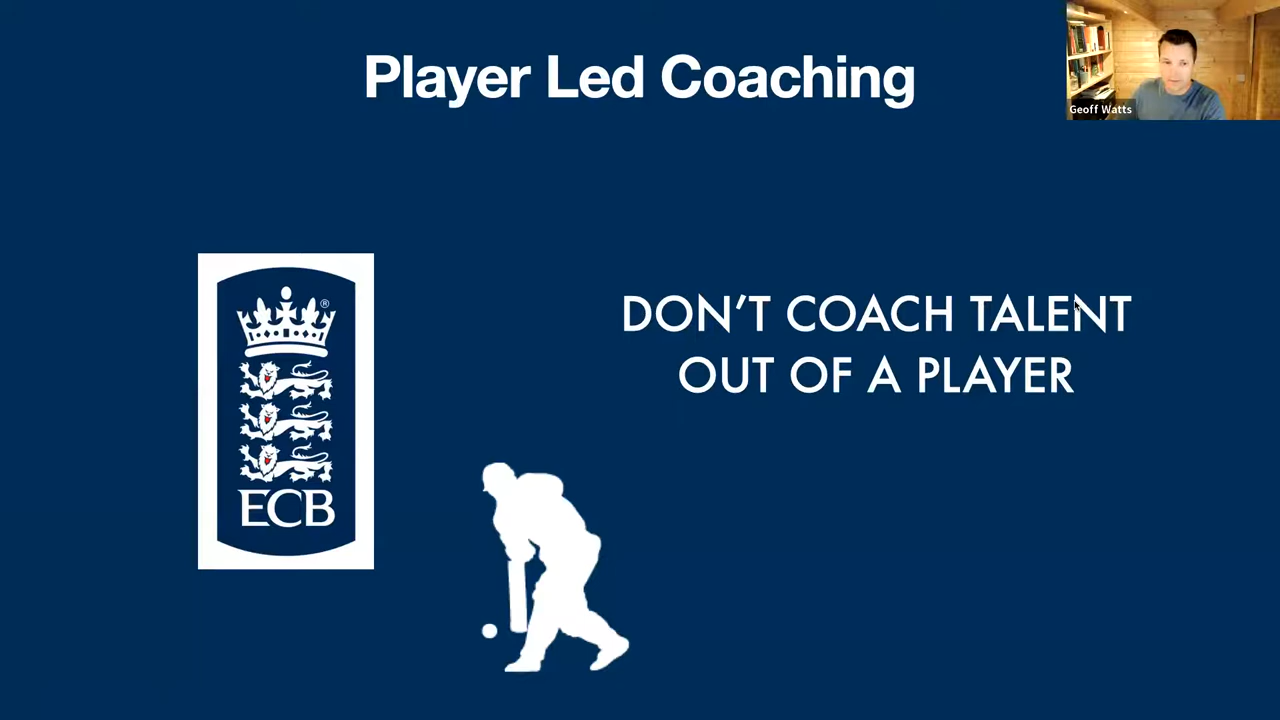 Player Led Coaching
Geoff Watts
DON’T COACH TALENT
OUT OF A PLAYER
®
ECB